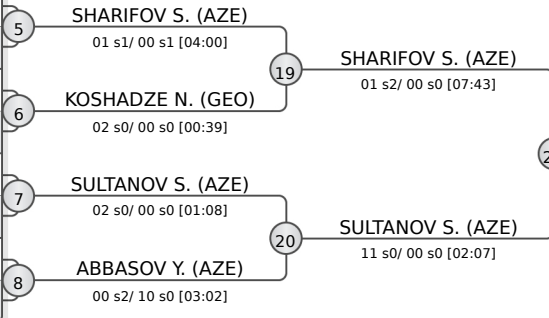 5
SHARIFOV S. (AZE)
01 s1/ 00 s1 [04:00]
19
SHARIFOV S. (AZE)
01 s2/ 00 s0 [07:43]
6
KOSHADZE N. (GEO)
02 s0/ 00 s0 [00:39]
7
SULTANOV S. (AZE)
02 s0/ 00 s0 [01:08]
20
SULTANOV S. (AZE)
11 s0/ 00 s0 [02:07]
8
ABBASOV Y. (AZE)
00 s2/ 10 s0 [03:02]